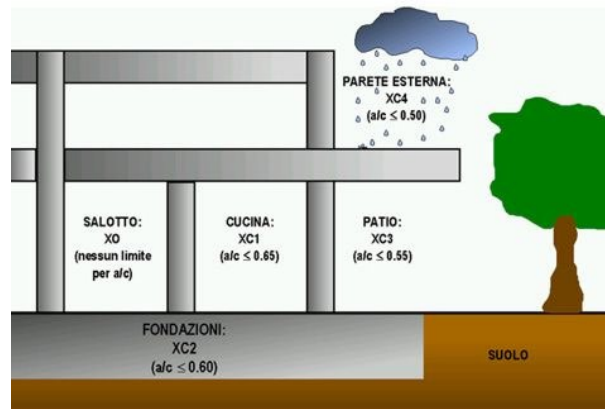 PARETE ESTERNA:
XC4
(a/c ≤ 0.50)
SALOTTO:
XO
(nessun limite
per a/c)
CUCINA:
XC1
(a/c ≤ 0.65)
PATIO:
XC3
(a/c ≤ 0.55)
FONDAZIONI:
XC2
(a/c ≤ 0.60)
SUOLO